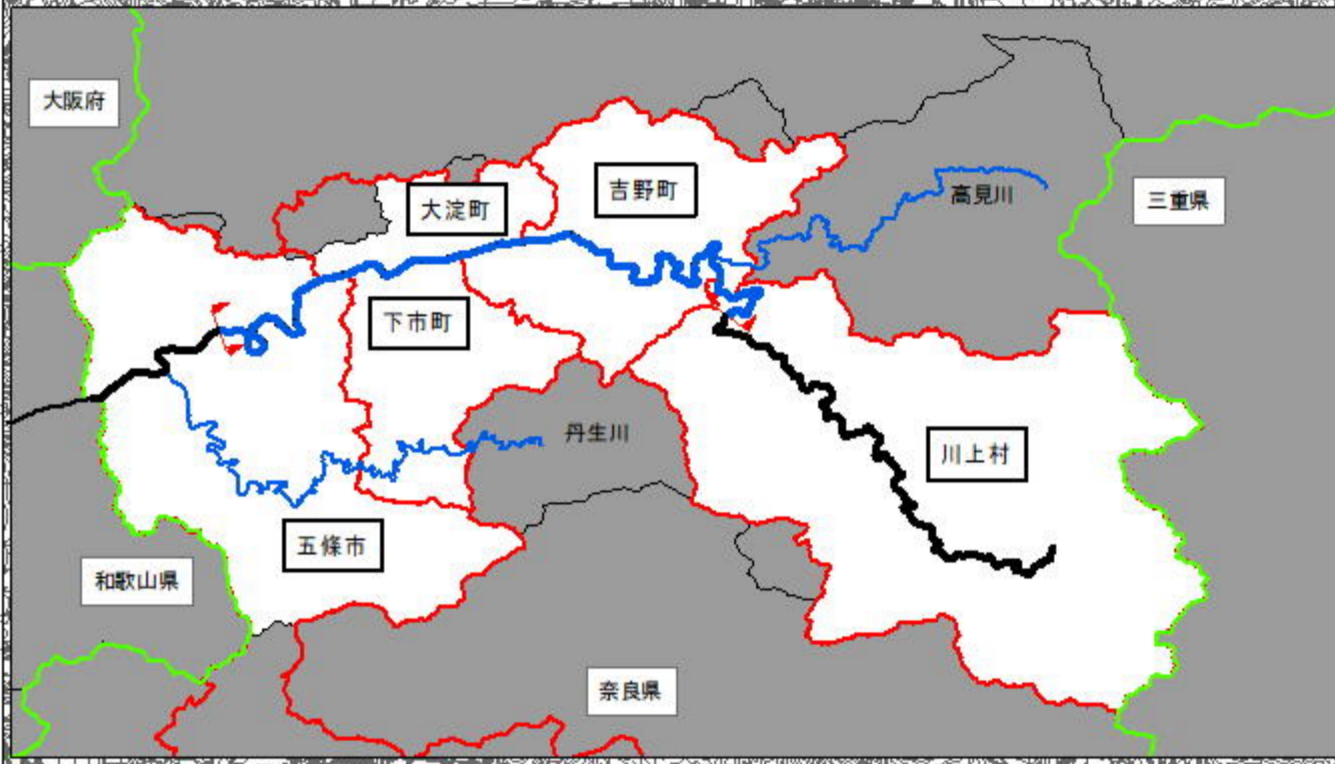 大阪府
吉野町
高見川
三重県
大淀町
下市町
丹生川
川上村
五條市
和歌山県
奈良県